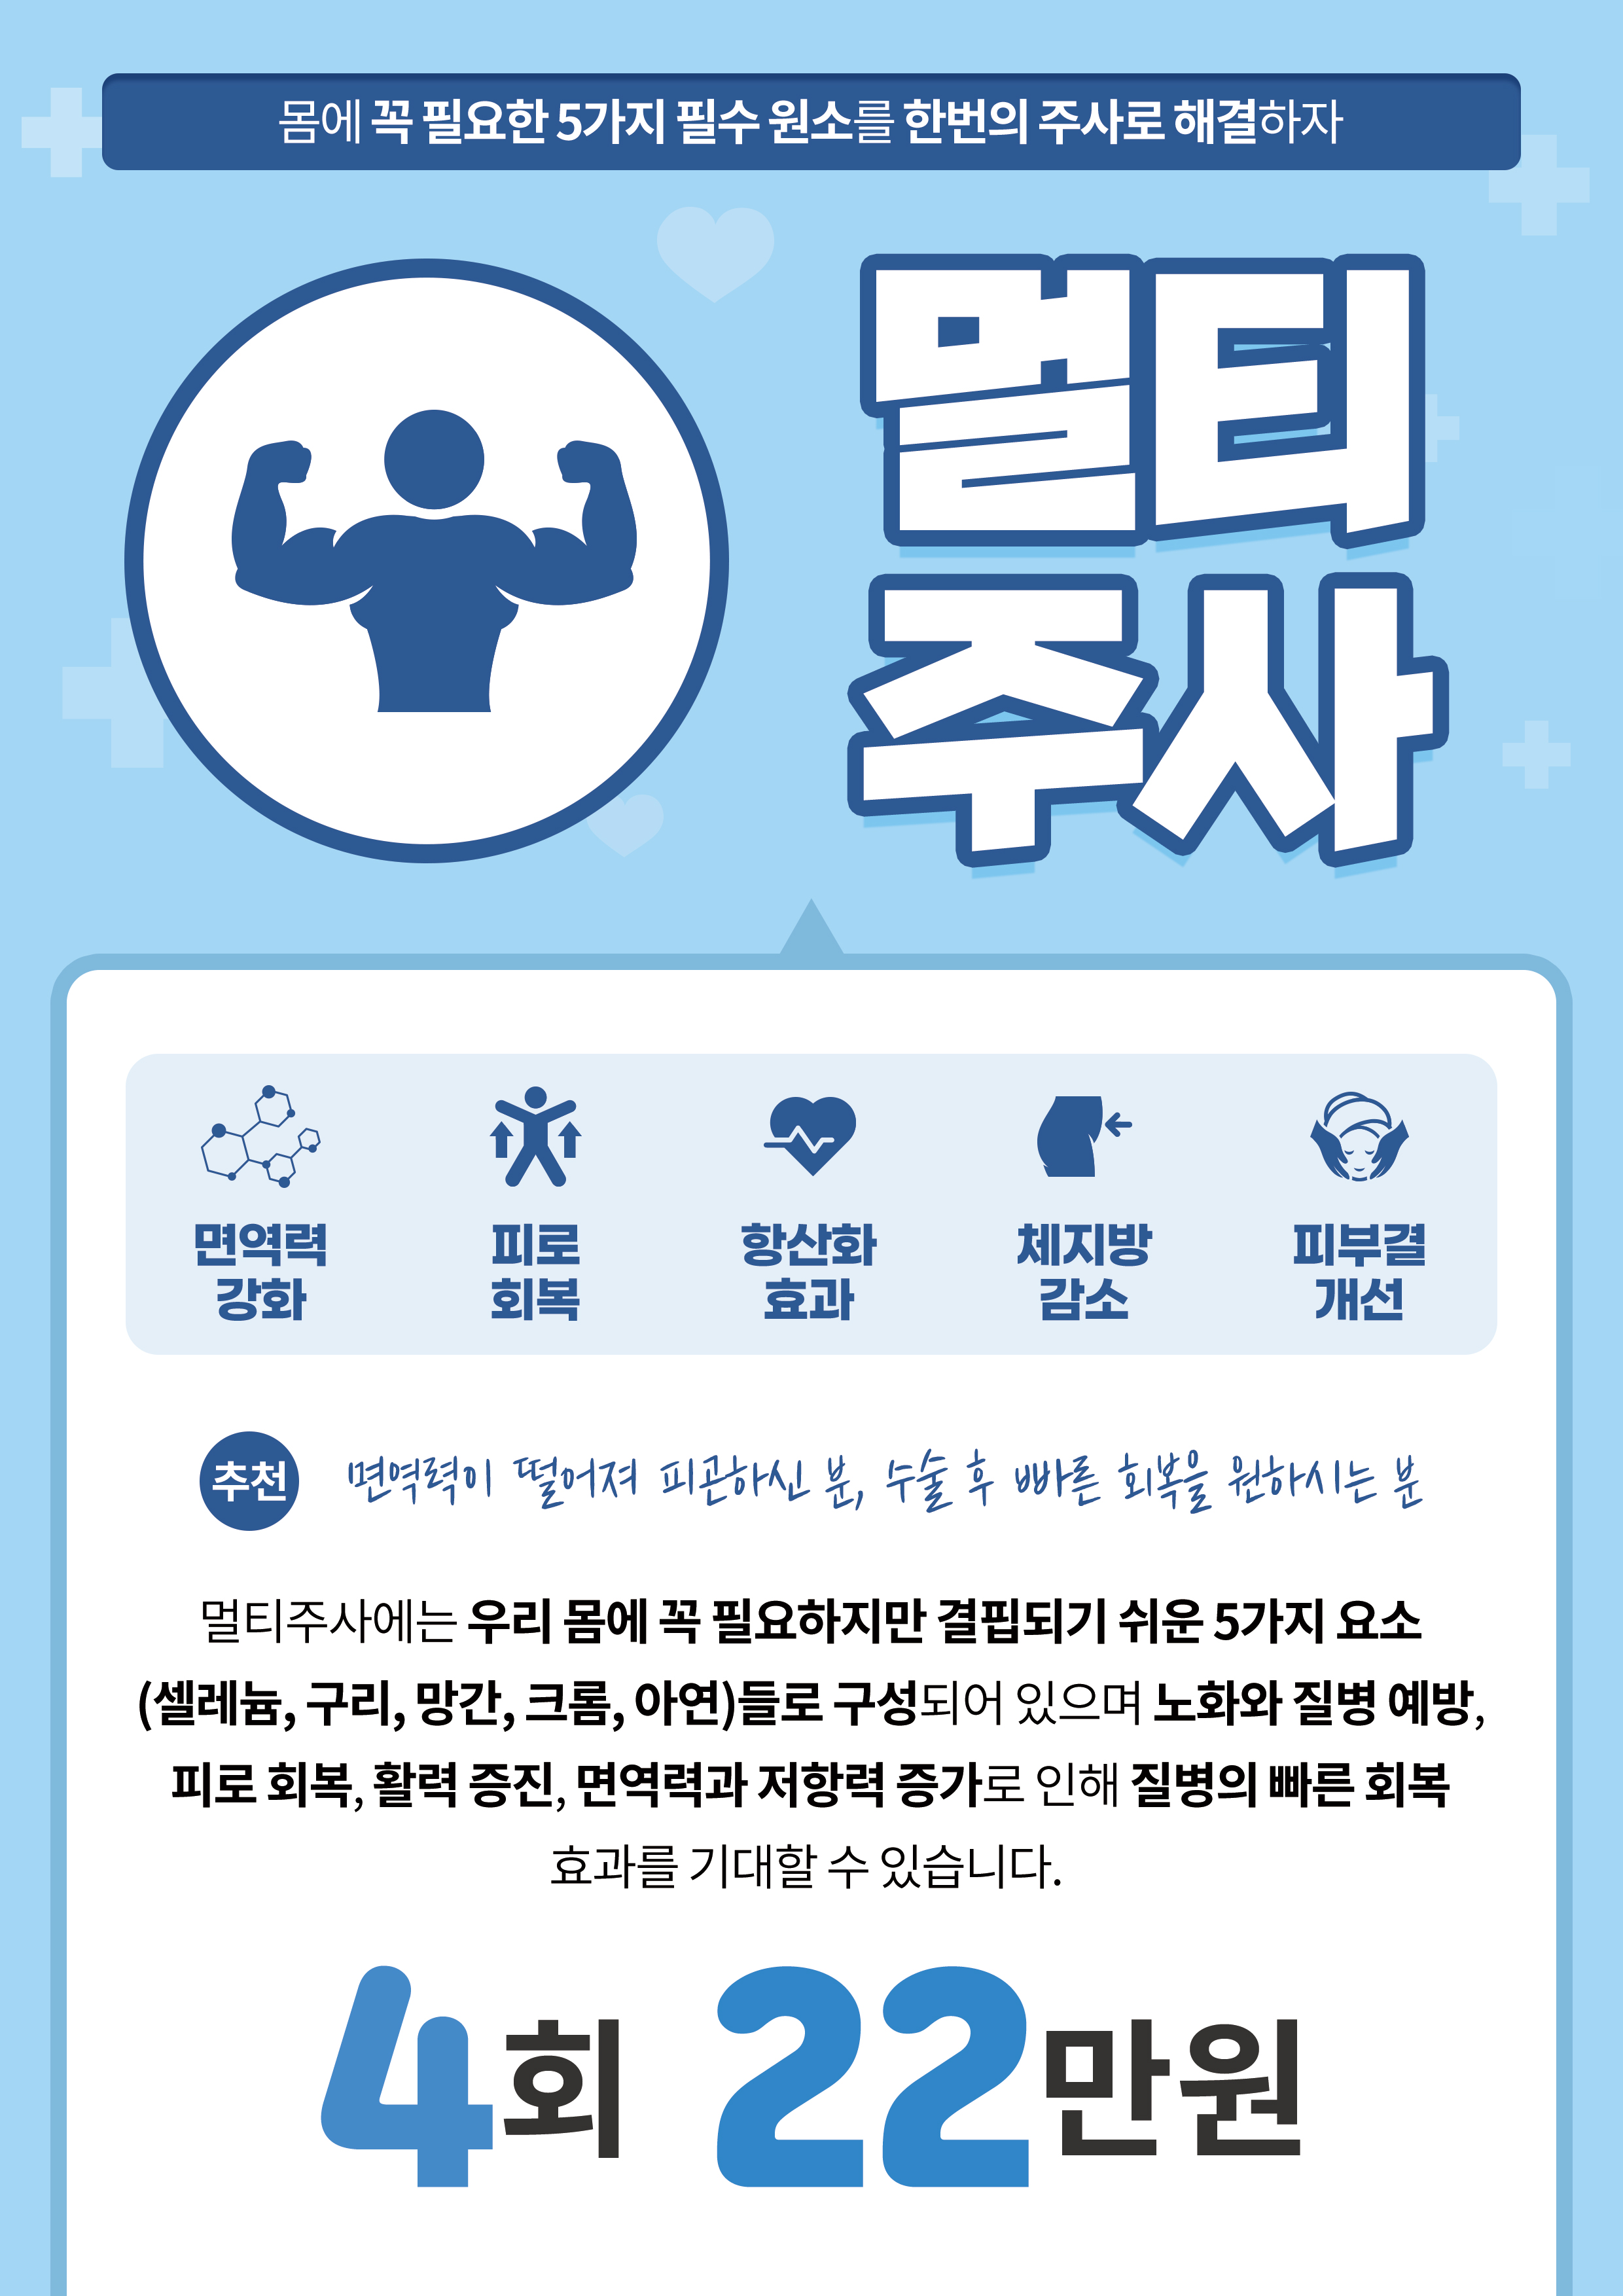 몸에 꼭 필요한 5가지 필수 원소를 한번의 주사로 해결하자
멀티
주사
면역력
강화
피로
회복
항산화
효과
체지방
감소
피부결
개선
추천
면역력이 떨어져 피곤하신 분, 수술 후 빠른 회복을 원하시는 분
멀티주사에는 우리 몸에 꼭 필요하지만 결핍되기 쉬운 5가지 요소
(셀레늄, 구리, 망간, 크롬, 아연)들로 구성되어 있으며 노화와 질병 예방,
피로 회복, 활력 증진, 면역력과 저항력 증가로 인해 질병의 빠른 회복
효과를 기대할 수 있습니다.
4회 22만원